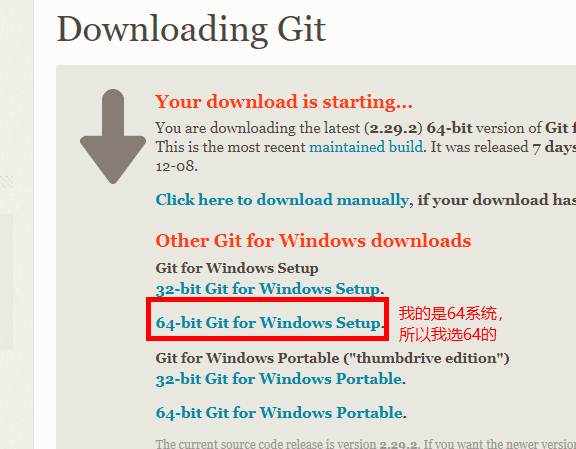 Downloading Git
Your download is starting...
You are downloading the latest (2.29.2) 64-bit version of Git f
This is the most recent maintained build. It was released 7 days
12-08.
Click here to download manually, if your download has
Other Git for Windows downloads
Git for Windows Setup
32-bit Git for Windows Setup.
64-bit Git for Windows Setup.
我的是64系统，
所以我选64的
Git for Windows Portable ("thumbdrive edition")
32-bit Git for Windows Portable.
64-bit Git for Windows Portable.
The current source code release is version 2.29.2. If you want the newer version